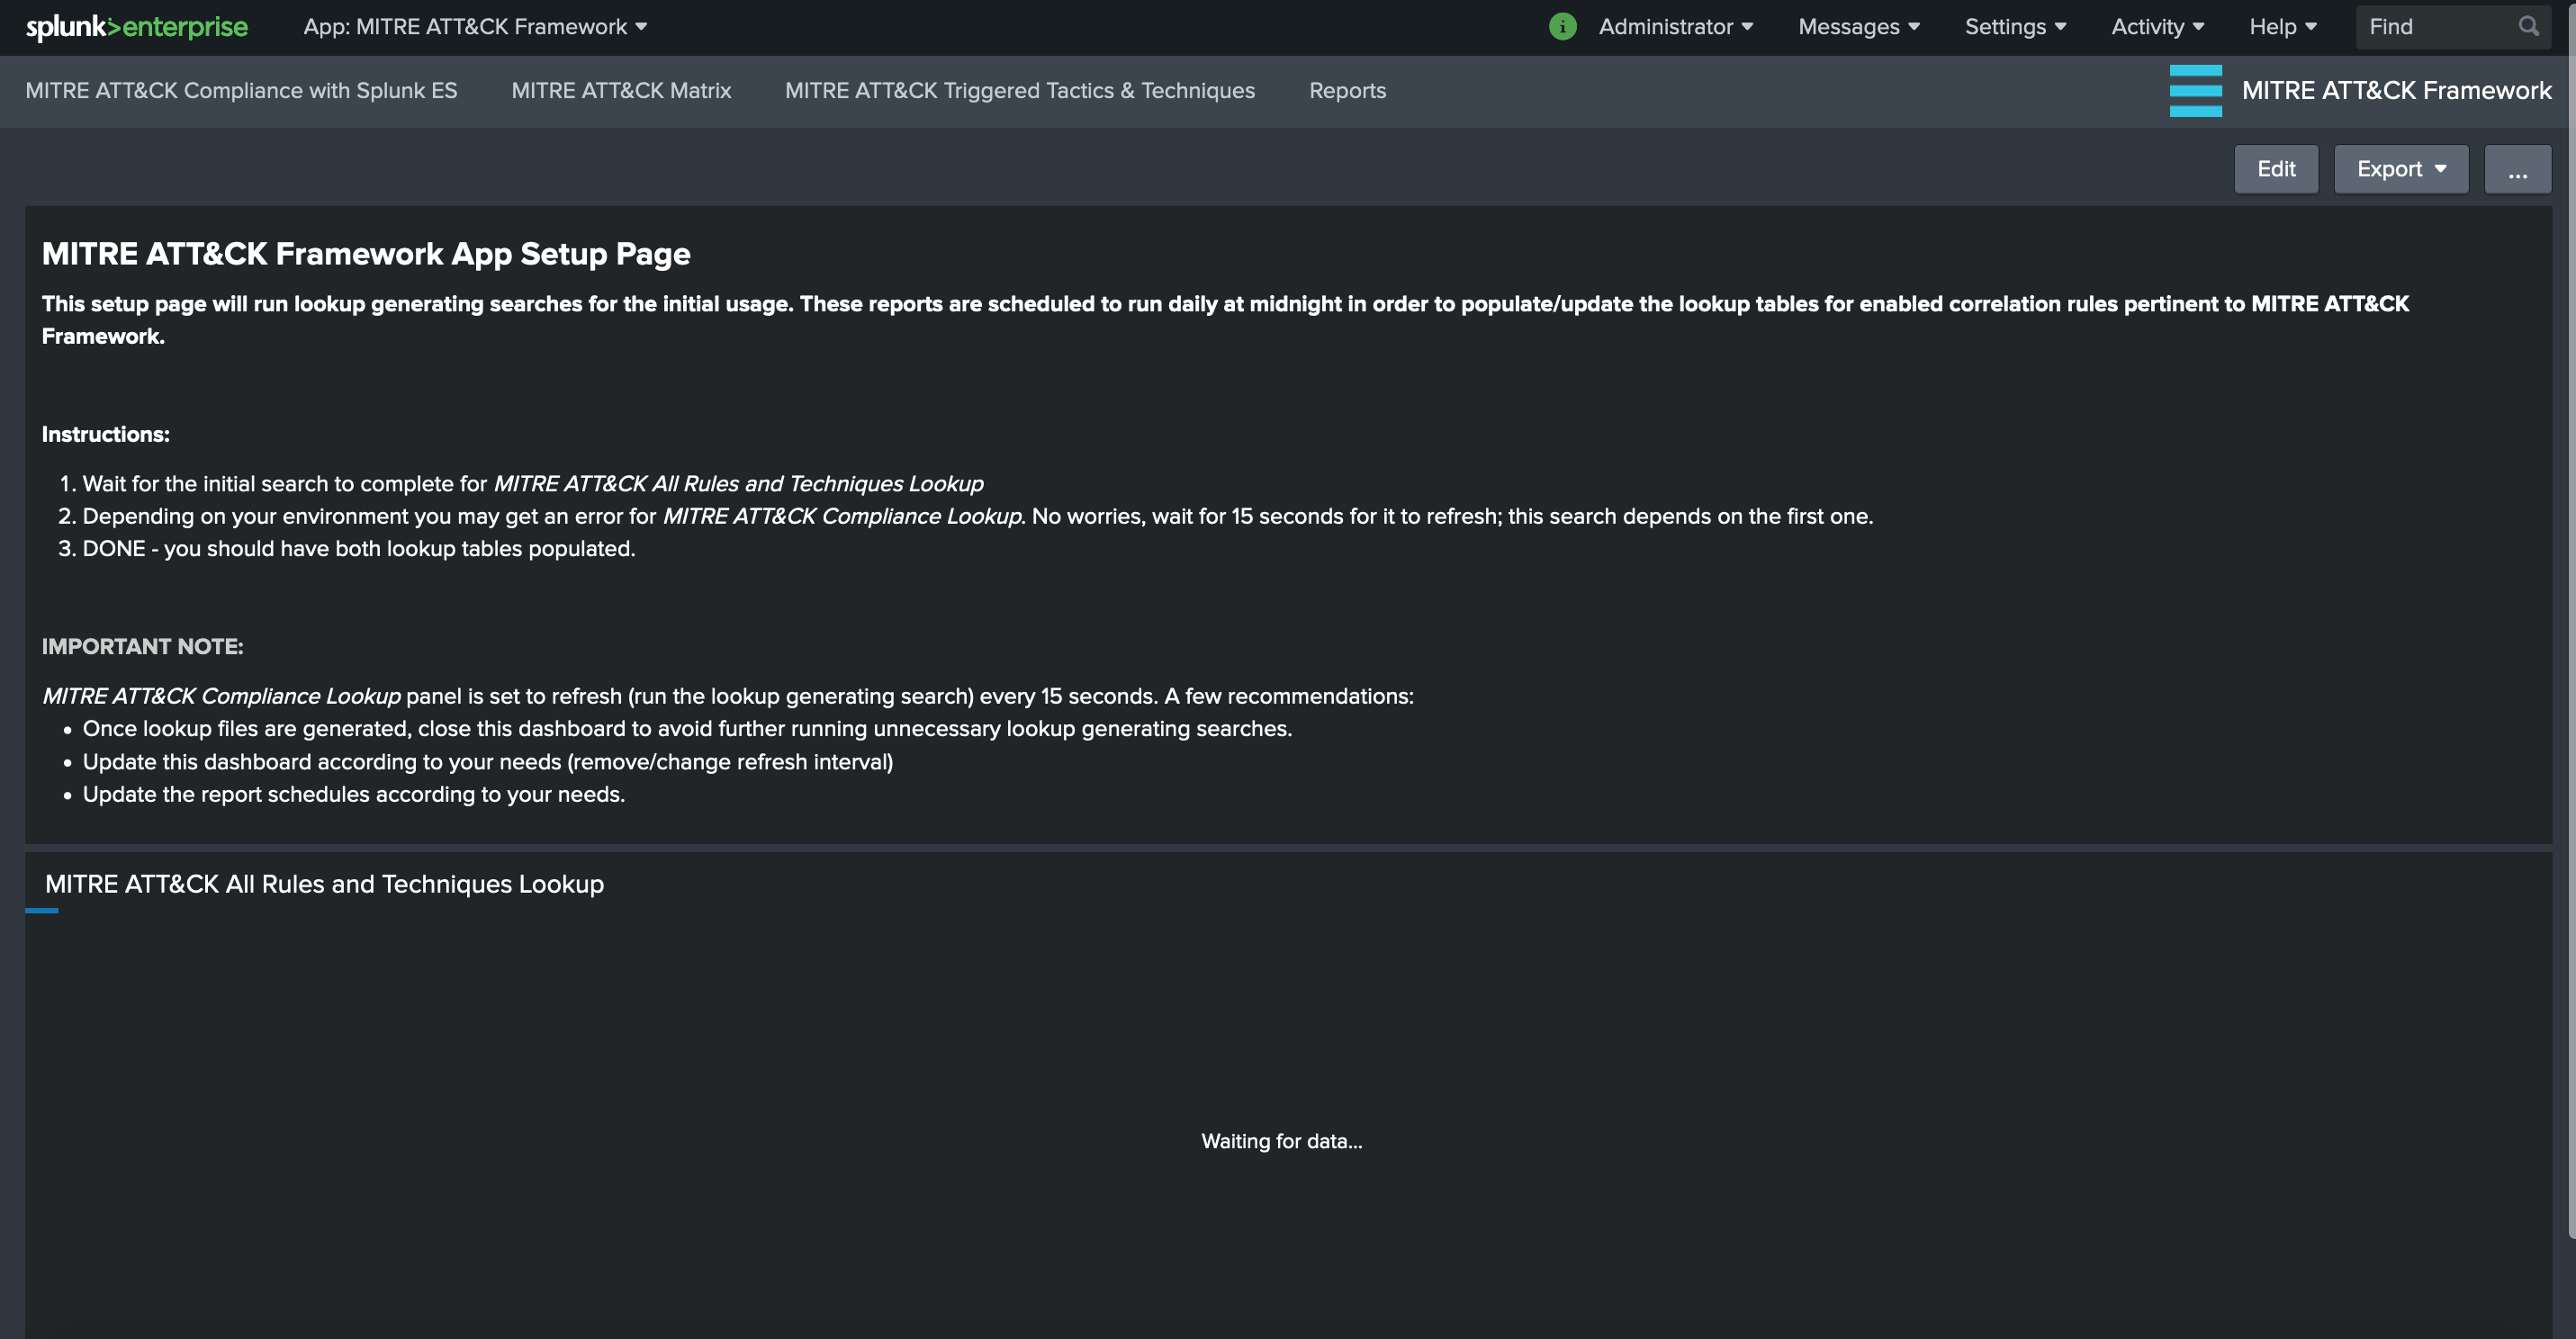 splunk>enterprise App: MITRE ATT&CK Framework i Administrator Messages Settings Activity Help Find
MITRE ATT&CK Compliance with Splunk ES MITRE ATT&CK Matrix MITRE ATT&CK Triggered Tactics & Techniques Reports MITRE ATT&CK Framework
Edit Export ...
MITRE ATT&CK Framework App Setup Page
This setup page will run lookup generating searches for the initial usage. These reports are scheduled to run daily at midnight in order to populate/update the lookup tables for enabled correlation rules pertinent to MITRE ATT&CK
Framework.
Instructions:
1. Wait for the initial search to complete for MITRE ATT&CK All Rules and Techniques Lookup
2. Depending on your environment you may get an error for MITRE ATT&CK Compliance Lookup. No worries, wait for 15 seconds for it to refresh; this search depends on the first one.
3. DONE - you should have both lookup tables populated.
IMPORTANT NOTE:
MITRE ATT&CK Compliance Lookup panel is set to refresh (run the lookup generating search) every 15 seconds. A few recommendations:
• Once lookup files are generated, close this dashboard to avoid further running unnecessary lookup generating searches.
• Update this dashboard according to your needs (remove/change refresh interval)
• Update the report schedules according to your needs.
MITRE ATT&CK All Rules and Techniques Lookup
Waiting for data...